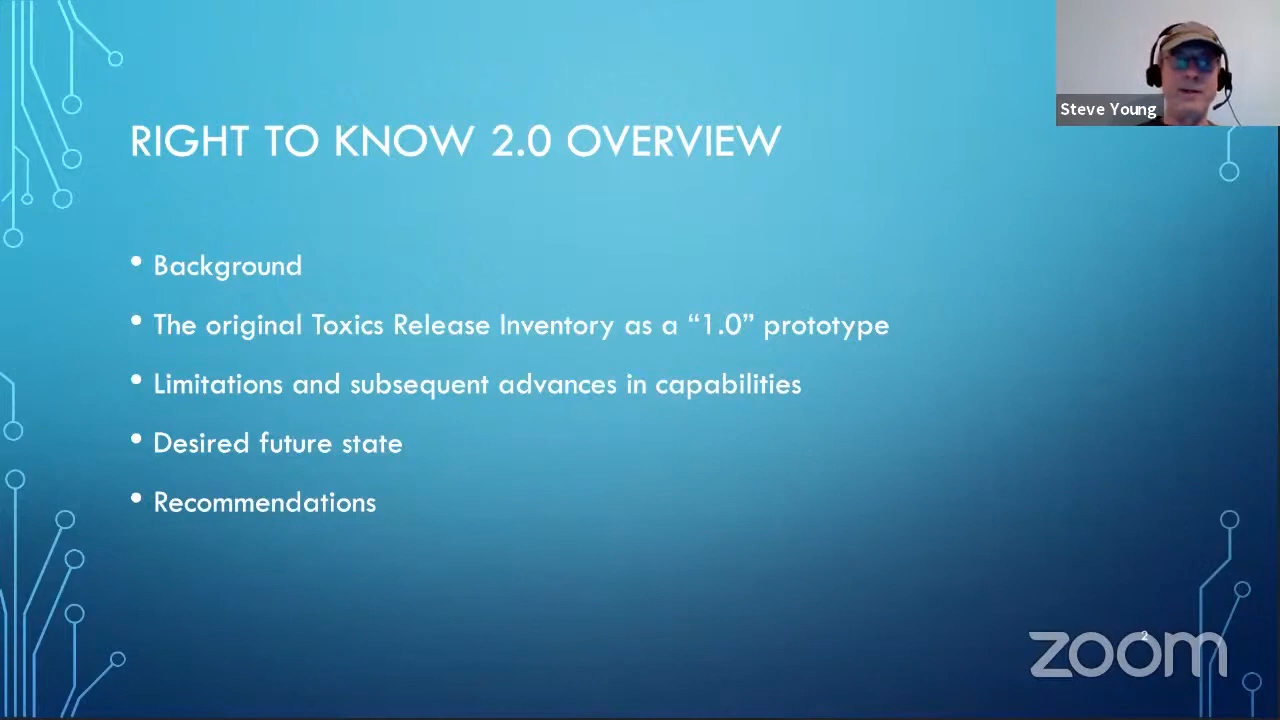 Steve Young
RIGHT TO KNOW 2.0 OVERVIEW
• Background
• The original Toxics Release Inventory as a “1.0” prototype
• Limitations and subsequent advances in capabilities
• Desired future state
• Recommendations
2
zoom